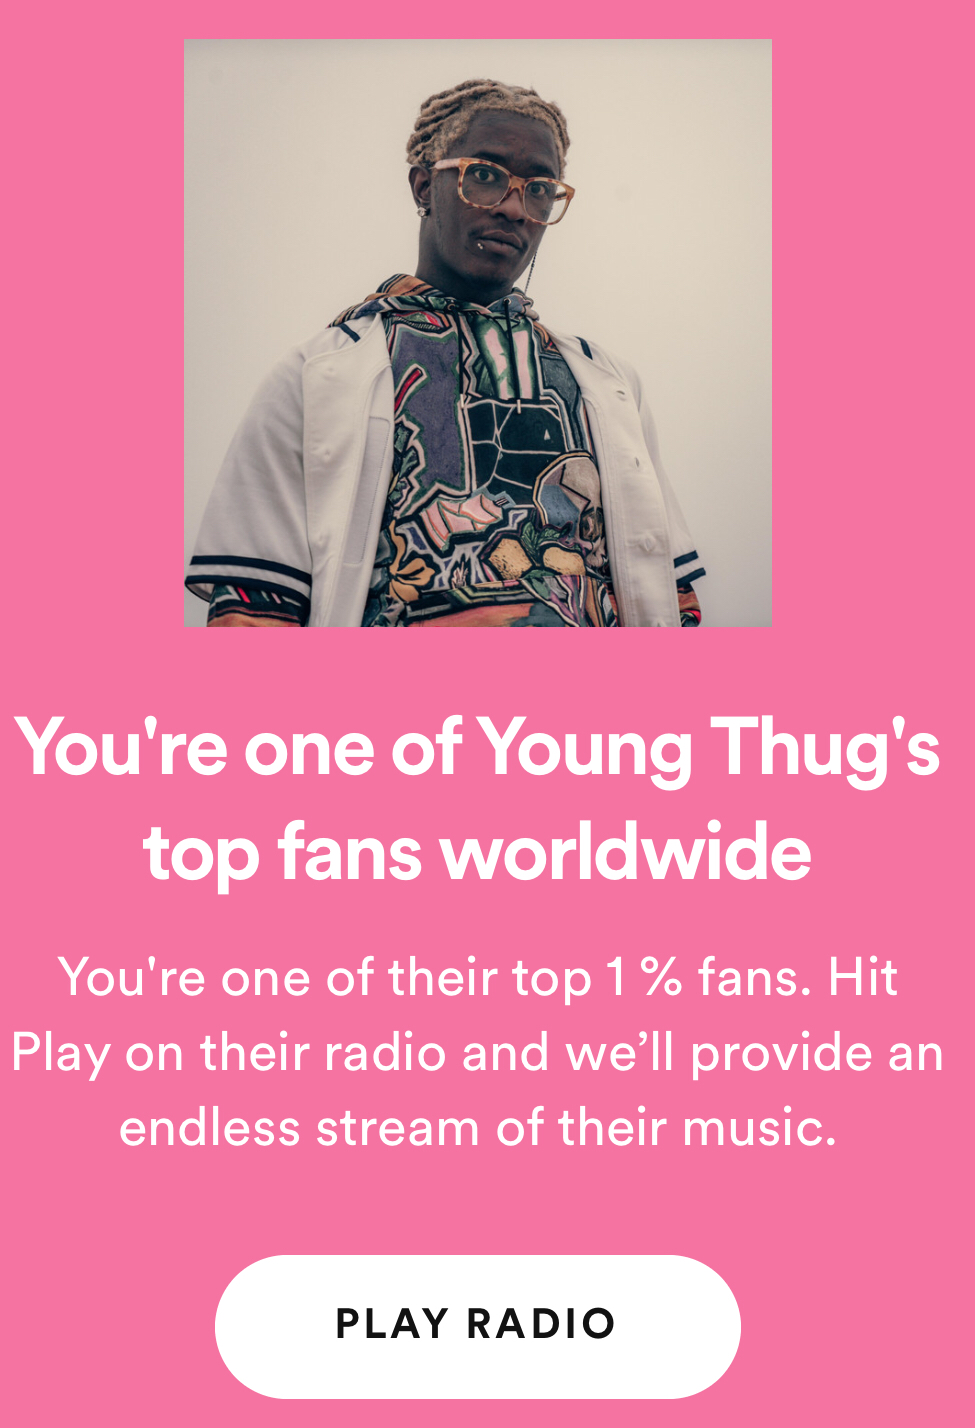 You're one of Young Thug's
top fans worldwide
You're one of their top 1 % fans. Hit
Play on their radio and we’ll provide an
endless stream of their music.
PLAY RADIO